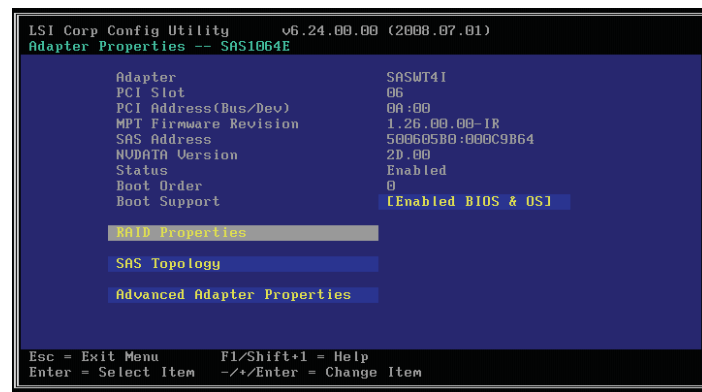 LSI Corp Config Utility v6.24.00.00 (2008.07.01)
Adapter Properties -- SAS1064E
Adapter SASWT4I
PCI Slot 06
PCI Address(Bus/Dev) 0A:00
MPT Firmware Revision 1.26.00.00-IR
SAS Address 500605B0:000C9B64
NVDATA Version 2D.00
Status Enabled
Boot Order 0
Boot Support [Enabled BIOS & OS]
RAID Properties
SAS Topology
Advanced Adapter Properties
Esc = Exit Menu F1/Shift+1 = Help
Enter = Select Item -/+/Enter = Change Item